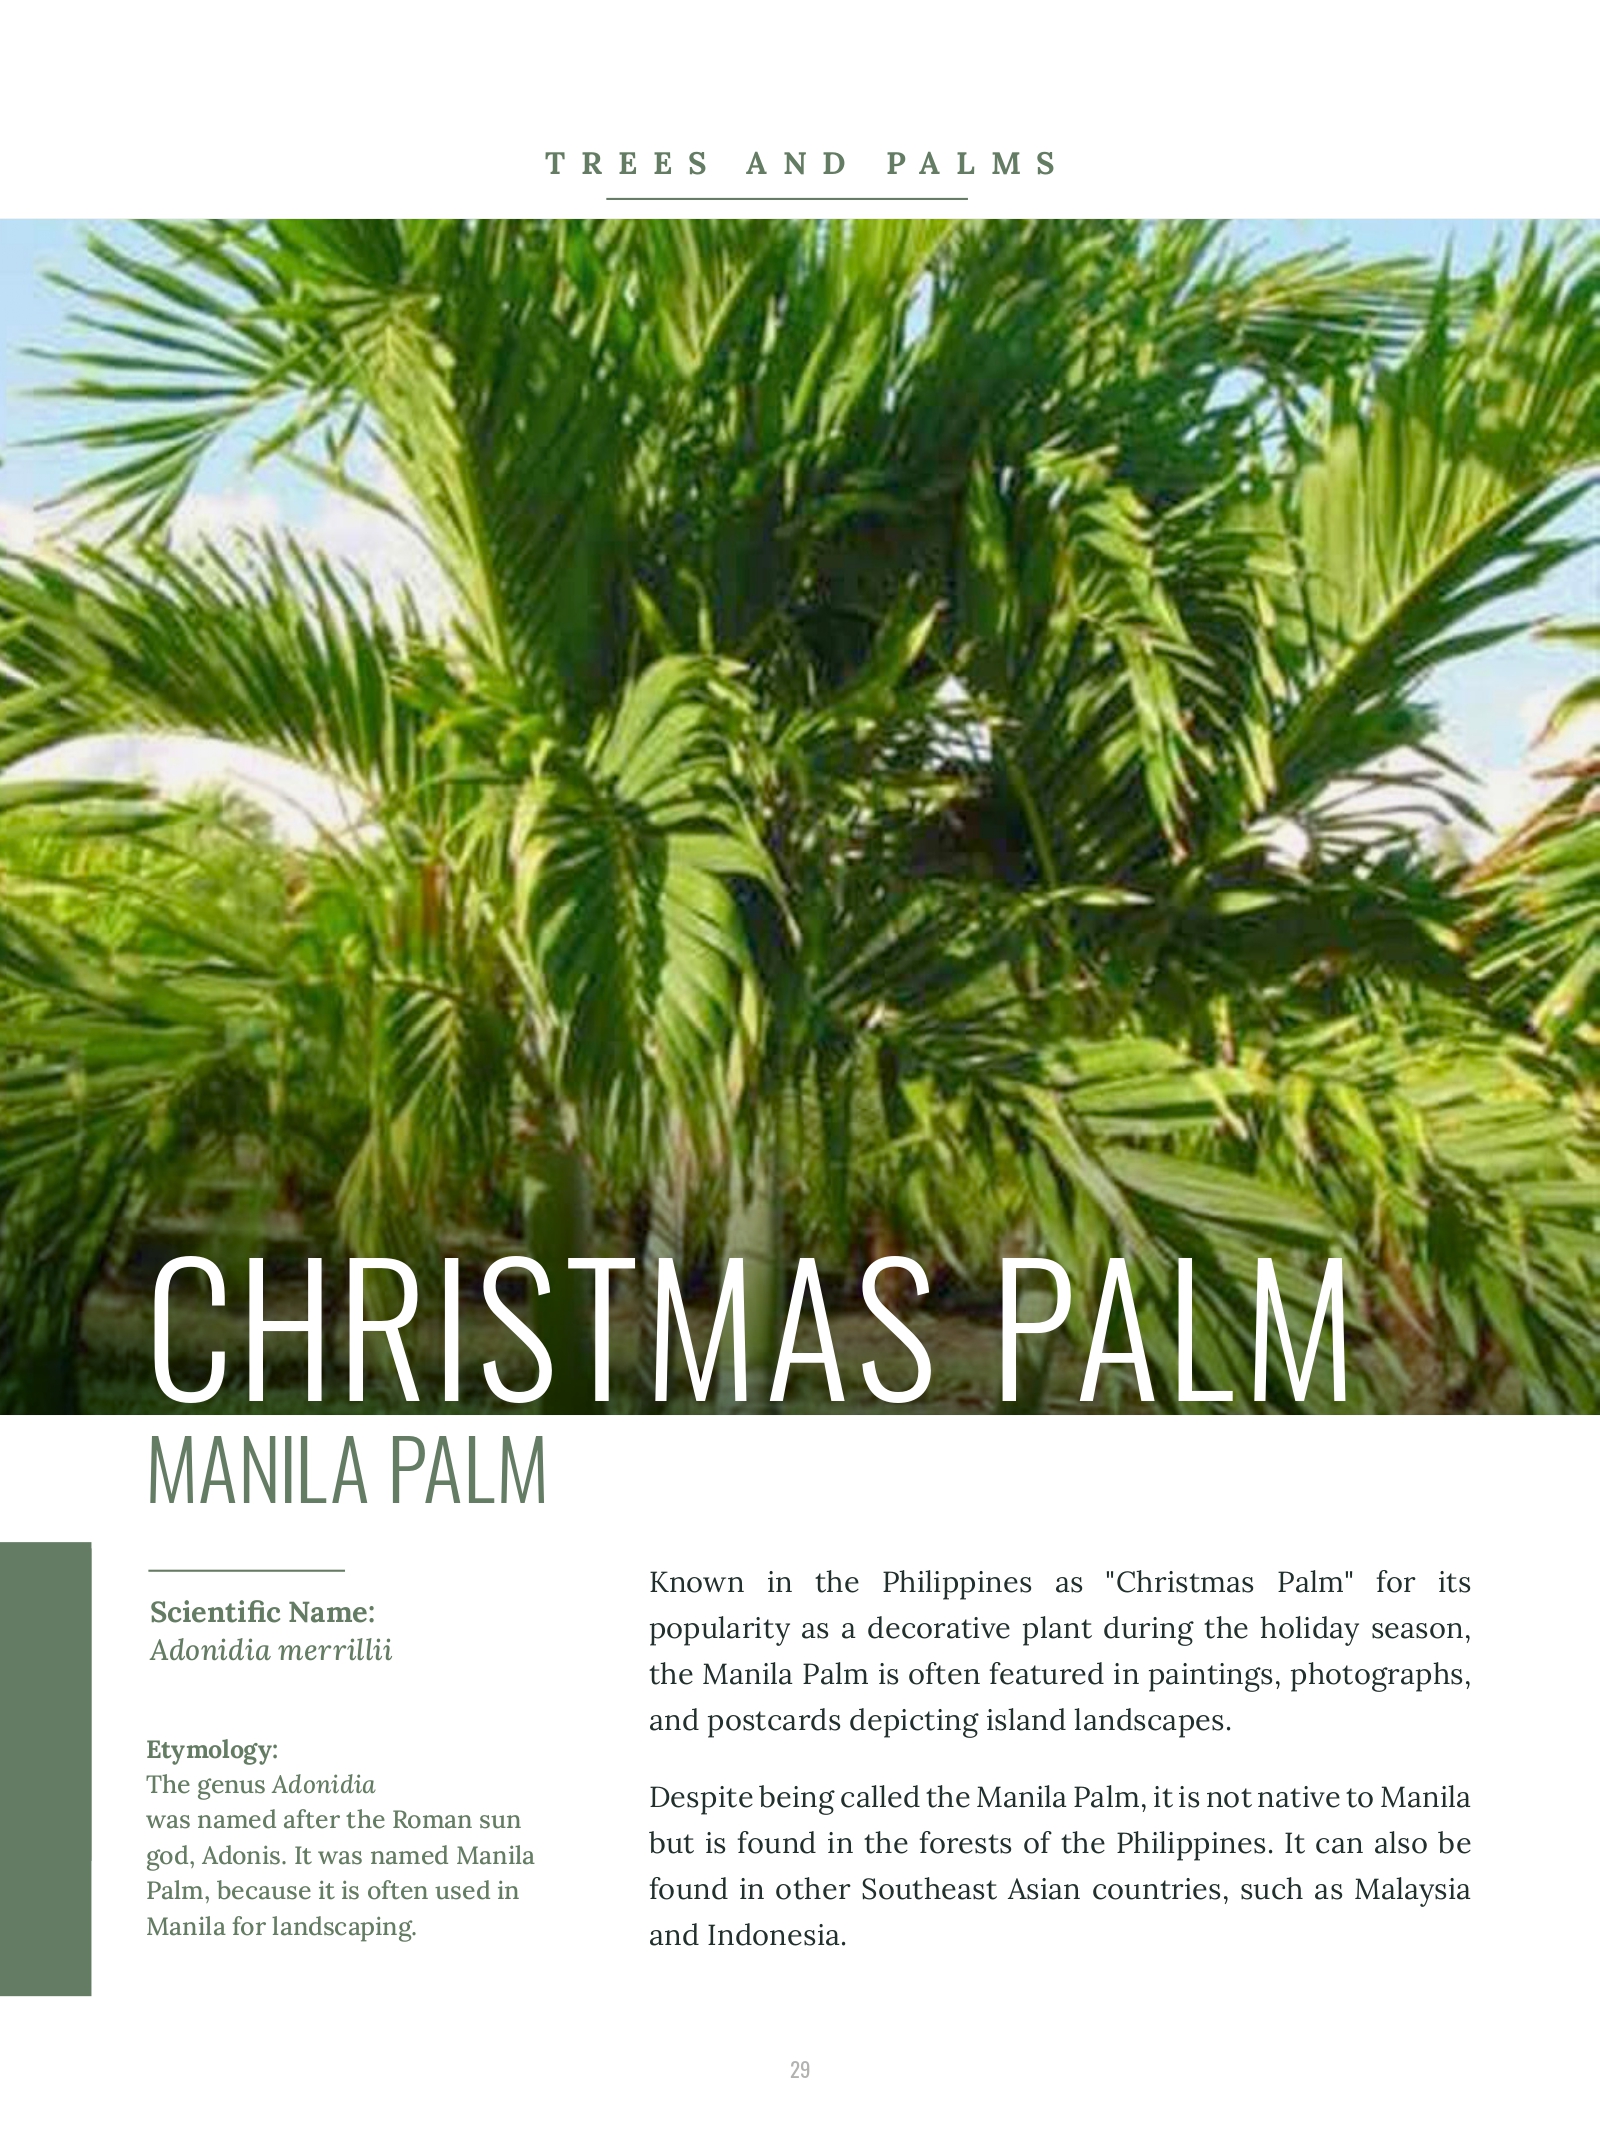 TREES AND PALMS
CHRISTMAS PALM
MANILA PALM
Scientific Name:
Adonidia merrillii
Etymology:
The genus Adonidia
was named after the Roman sun
god, Adonis. It was named Manila
Palm, because it is often used in
Manila for landscaping.
Known in the Philippines as "Christmas Palm" for its
popularity as a decorative plant during the holiday season,
the Manila Palm is often featured in paintings, photographs,
and postcards depicting island landscapes.
Despite being called the Manila Palm, it is not native to Manila
but is found in the forests of the Philippines. It can also be
found in other Southeast Asian countries, such as Malaysia
and Indonesia.
29